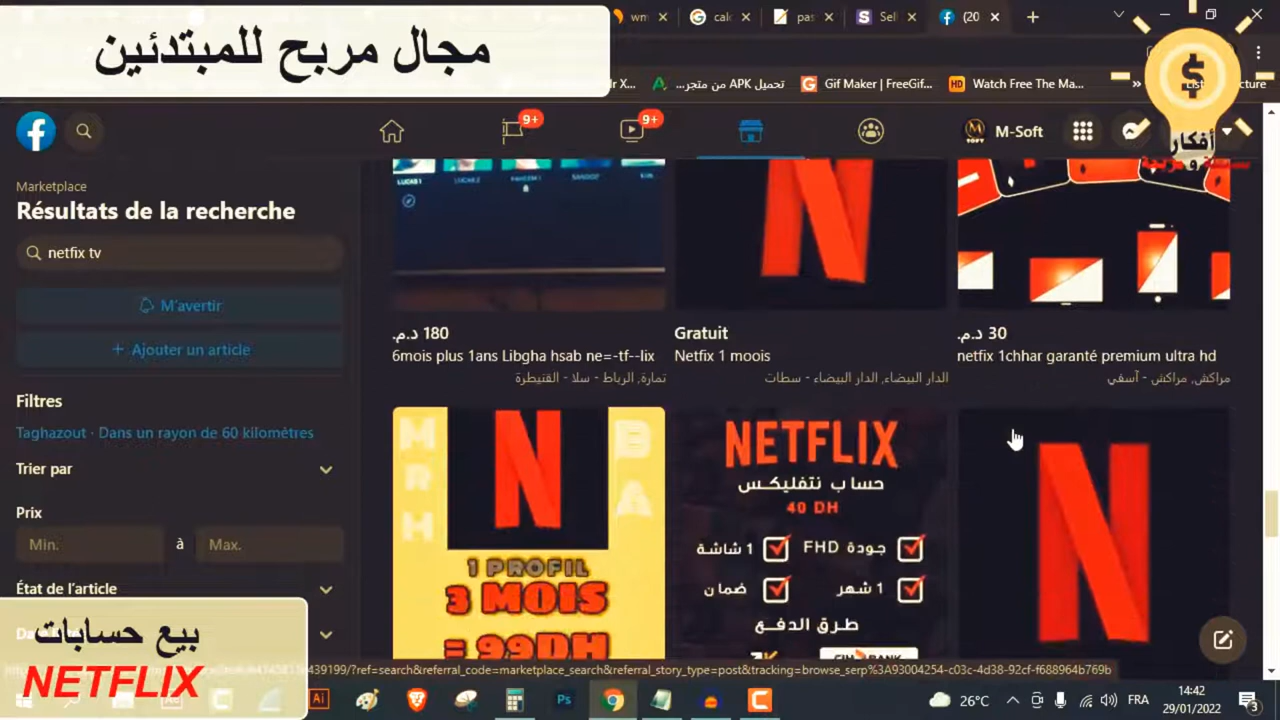 مجال مربح للمبتدئين
(20
تحميل APK من متجر...
Gif Maker | FreeGif...
Watch Free The Ma...
أفكار
9+
9+
M-Soft
Marketplace
Résultats de la recherche
netfix tv
M'avertir
+ Ajouter un article
Filtres
Taghazout · Dans un rayon de 60 kilomètres
Trier par
Prix
Min.
à
Max.
État de l'article
180 د.م.
6mois plus 1ans Libgha hsab ne=-tf--lix
تمارة, الرباط - سلا - القنيطرة
Gratuit
Netfix 1 moois
الدار البيضاء, الدار البيضاء - سطات
30 د.م.
netfix 1chhar garanté premium ultra hd
مراكش, مراكش - آسفي
1 PROFIL
3 MOIS
= 99DH
NETFLIX
حساب نتفليكس
40 DH
جودة FHD
1 شاشة
1 شهر
ضمان
طرق الدفع
بيع حسابات
NETFLIX
26°C
FRA
14:42
29/01/2022